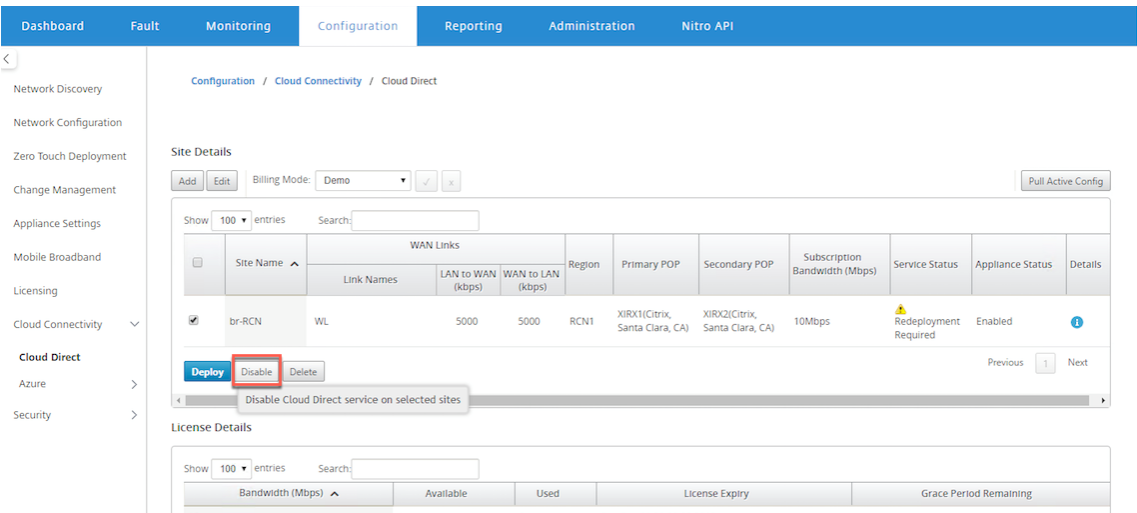 Dashboard Fault Monitoring Configuration Reporting Administration Nitro API
Network Discovery
Network Configuration
Zero Touch Deployment
Change Management
Appliance Settings
Mobile Broadband
Licensing
Cloud Connectivity
Cloud Direct
Azure
Security
Configuration / Cloud Connectivity / Cloud Direct
Site Details
Add Edit Billing Mode: Demo Pull Active Config
Show 100 entries Search:
Site Name
WAN Links
Link Names
LAN to WAN
(kbps)
WAN to LAN
(kbps)
Region
Primary POP
Secondary POP
Subscription
Bandwidth (Mbps)
Service Status
Appliance Status
Details
br-RCN
WL
5000
5000
RCN1
XIRX1(Citrix,
Santa Clara, CA)
XIRX2(Citrix,
Santa Clara, CA)
10Mbps
Redeployment
Required
Enabled
Deploy Disable Delete
Previous 1 Next
Disable Cloud Direct service on selected sites
License Details
Show 100 entries Search:
Bandwidth (Mbps) Available Used License Expiry Grace Period Remaining